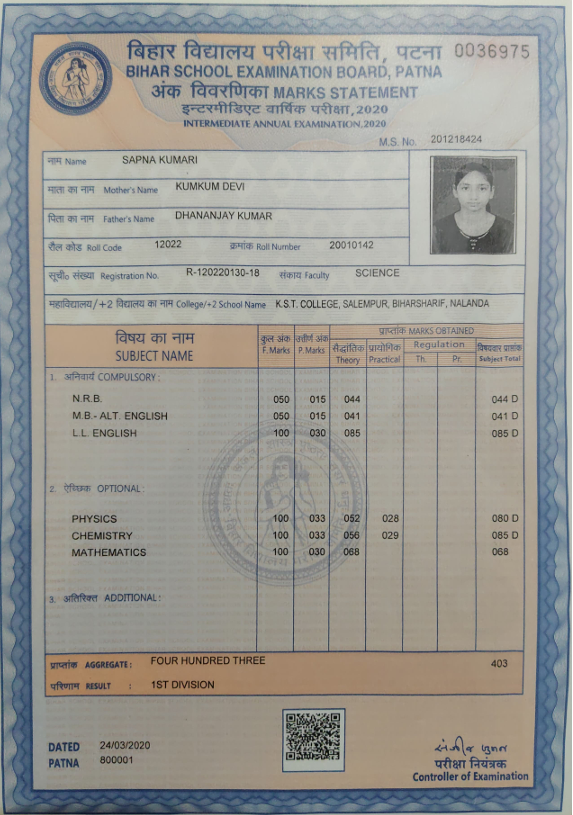 बिहार विद्यालय परीक्षा समिति, पटना 0036975
BIHAR SCHOOL EXAMINATION BOARD, PATNA
अंक विवरणिका MARKS STATEMENT
इन्टरमीडिएट वार्षिक परीक्षा, 2020
INTERMEDIATE ANNUAL EXAMINATION, 2020
M.S. No. 201218424
नाम Name SAPNA KUMARI
माता का नाम Mother's Name KUMKUM DEVI
पिता का नाम Father's Name DHANANJAY KUMAR
रौल कोड Roll Code 12022 क्रमांक Roll Number 20010142
सूची० संख्या Registration No. R-120220130-18 संकाय Faculty SCIENCE
महाविद्यालय/+2 विद्यालय का नाम College/+2 School Name K.S.T. COLLEGE, SALEMPUR, BIHARSHARIF, NALANDA
विषय का नाम कुल अंक उत्तीर्ण अंक प्राप्तांक MARKS OBTAINED
SUBJECT NAME F. Marks P. Marks सैद्धांतिक Theory प्रायोगिक Practical Regulation Th. Pr. विषयवार प्राप्तांक Subject Total
1. अनिवार्य COMPULSORY:
N.R.B. 050 015 044 044 D
M.B.- ALT. ENGLISH 050 015 041 041 D
L.L. ENGLISH 100 030 085 085 D
2. ऐच्छिक OPTIONAL:
PHYSICS 100 033 052 028 080 D
CHEMISTRY 100 033 056 029 085 D
MATHEMATICS 100 030 068 068
3. अतिरिक्त ADDITIONAL:
प्राप्तांक AGGREGATE: FOUR HUNDRED THREE 403
परिणाम RESULT : 1ST DIVISION
DATED 24/03/2020
PATNA 800001
परीक्षा नियंत्रक
Controller of Examination